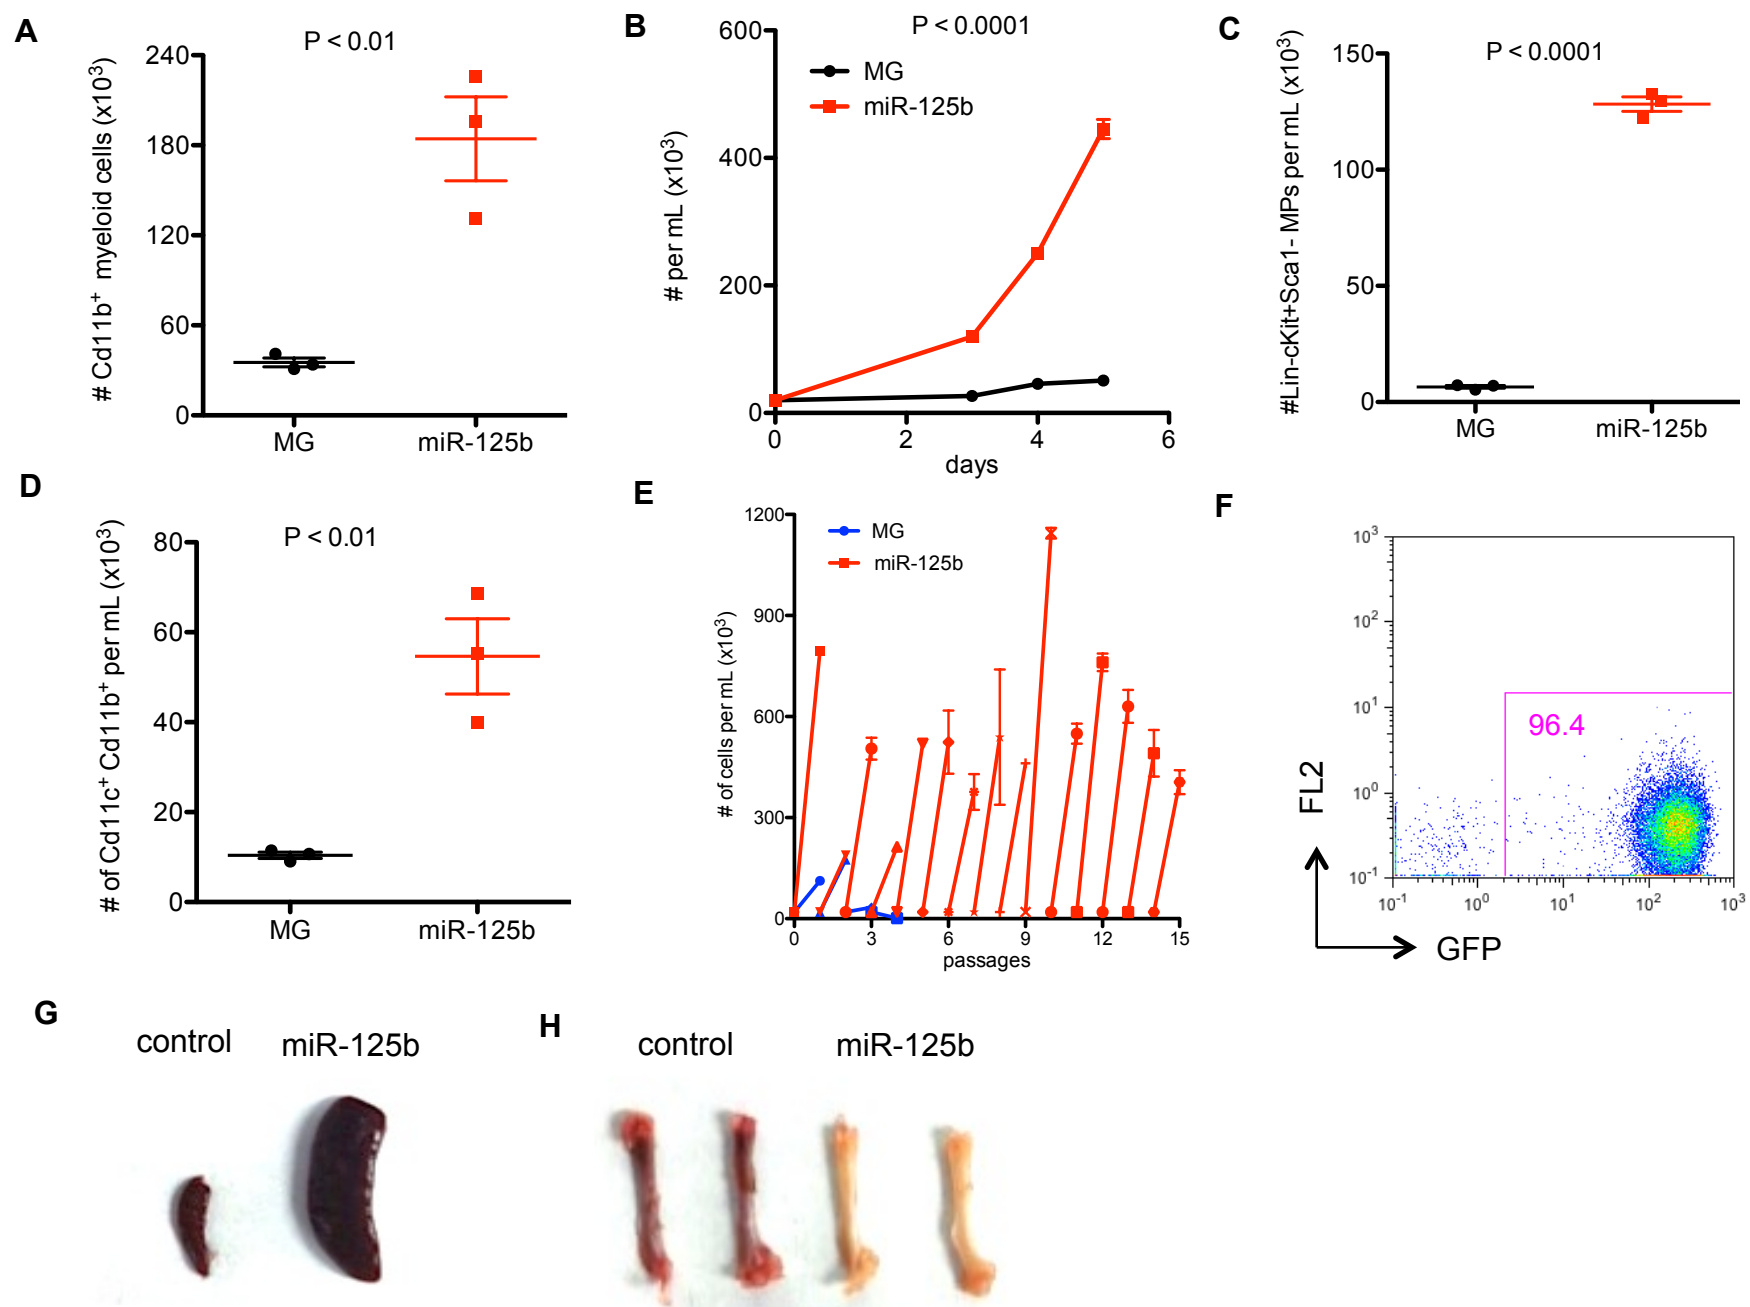 A
P < 0.01
# Cd11b⁺ myeloid cells (x10³)
240
180
120
60
0
MG
miR-125b
B
P < 0.0001
MG
miR-125b
# per mL (x10³)
600
400
200
0
0
2
4
6
days
C
P < 0.0001
#Lin-cKit+Sca1- MPs per mL (x10³)
150
100
50
0
MG
miR-125b
D
P < 0.01
# of Cd11c⁺ Cd11b⁺ per mL (x10³)
80
60
40
20
0
MG
miR-125b
E
MG
miR-125b
# of cells per mL (x10³)
1200
900
600
300
0
0
3
6
9
12
15
passages
F
10³
10²
10¹
10⁰
10⁻¹
96.4
10⁻¹
10⁰
10¹
10²
10³
FL2
GFP
G
control
miR-125b
H
control
miR-125b